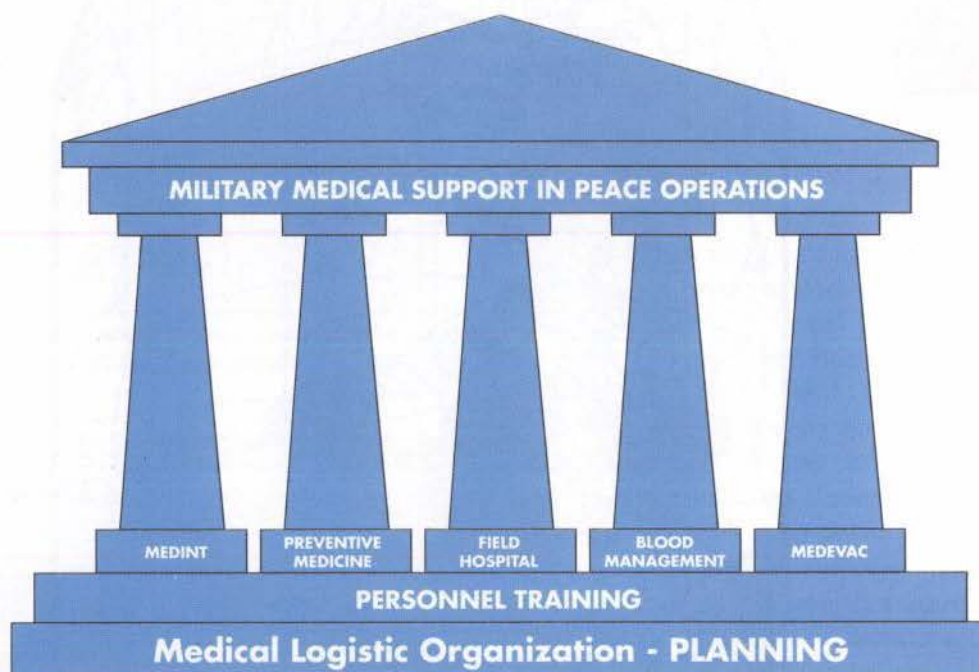 MILITARY MEDICAL SUPPORT IN PEACE OPERATIONS
MEDINT
PREVENTIVE
MEDICINE
FIELD
HOSPITAL
BLOOD
MANAGEMENT
MEDEVAC
PERSONNEL TRAINING
Medical Logistic Organization - PLANNING